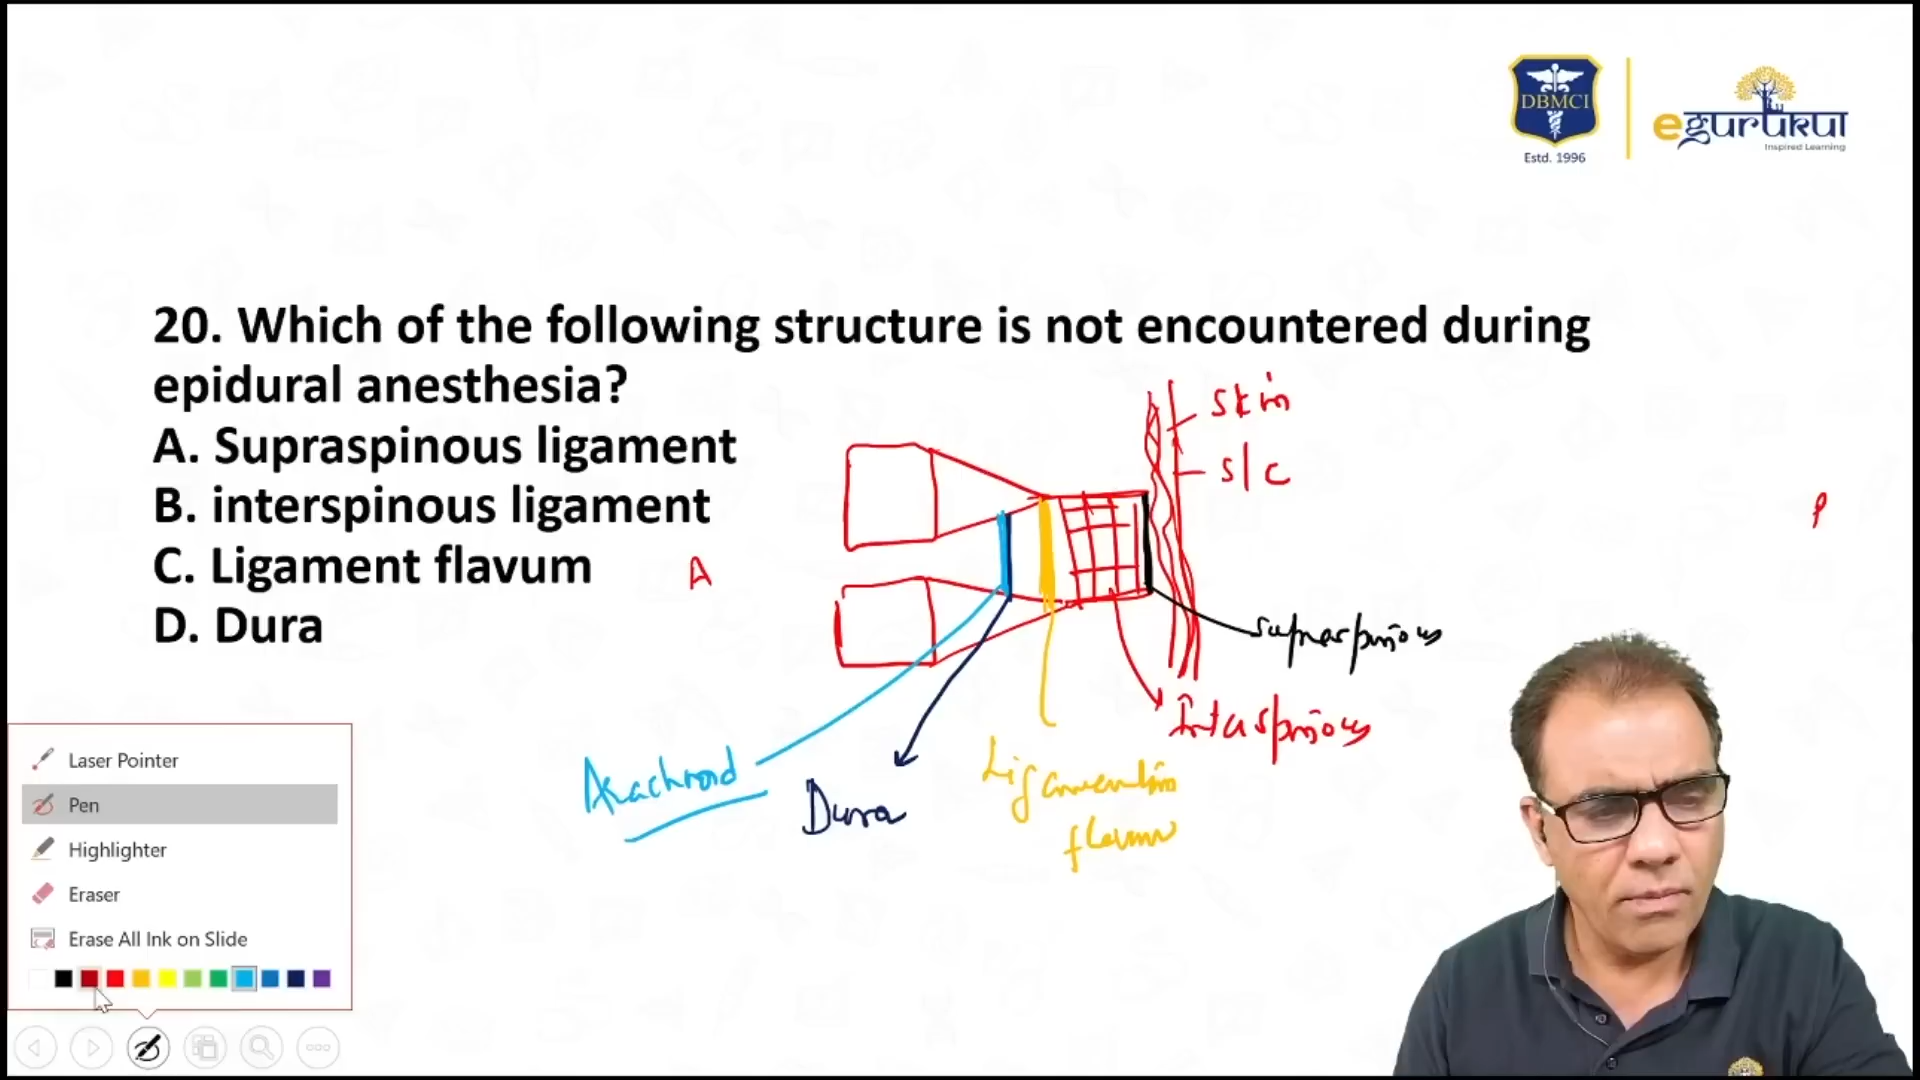 DBMCI
Estd. 1996
egurukul
Inspired Learning
20. Which of the following structure is not encountered during
epidural anesthesia?
A. Supraspinous ligament
B. interspinous ligament
C. Ligament flavum
D. Dura
Skin
s/c
A
P
supraspinous
Interspinous
Arachnoid
Dura
Ligamentum
flavum
Laser Pointer
Pen
Highlighter
Eraser
Erase All Ink on Slide